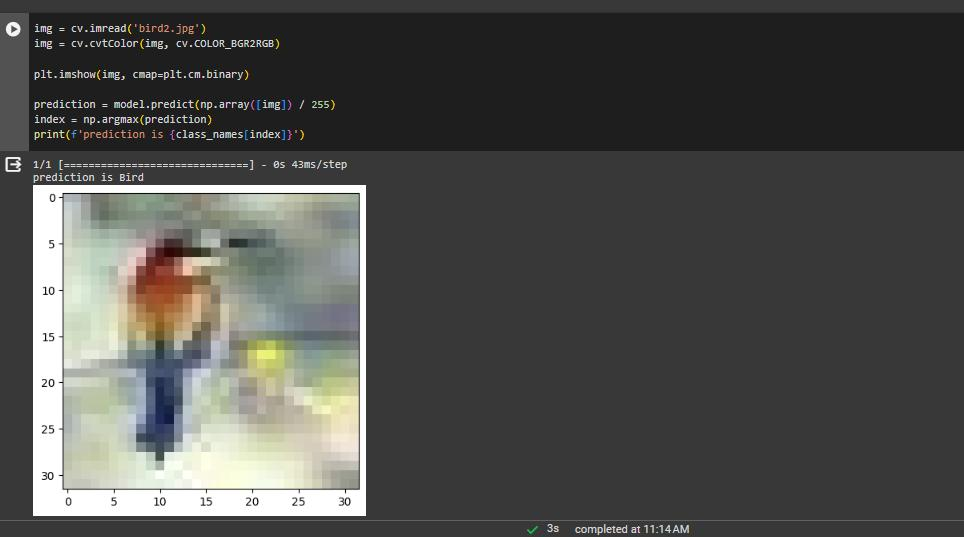 img = cv.imread('bird2.jpg')
img = cv.cvtColor(img, cv.COLOR_BGR2RGB)
plt.imshow(img, cmap=plt.cm.binary)
prediction = model.predict(np.array([img]) / 255)
index = np.argmax(prediction)
print(f'prediction is {class_names[index]}')
1/1 [==============================] - 0s 43ms/step
prediction is Bird
0
5
10
15
20
25
30
0 5 10 15 20 25 30
3s completed at 11:14 AM